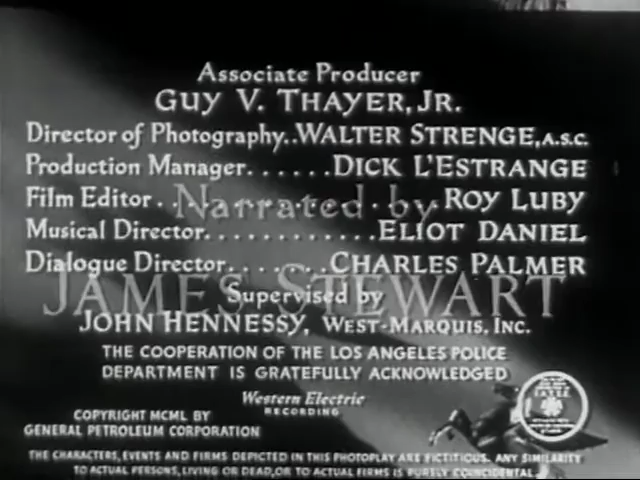 Associate Producer
GUY V. THAYER, JR.
Director of Photography..WALTER STRENGE, A.S.C.
Production Manager......DICK L'ESTRANGE
Film Editor..................ROY LUBY
Narrated by
Musical Director............ELIOT DANIEL
Dialogue Director........CHARLES PALMER
JAMES STEWART
Supervised by
JOHN HENNESSY, WEST-MARQUIS, INC.
THE COOPERATION OF THE LOS ANGELES POLICE
DEPARTMENT IS GRATEFULLY ACKNOWLEDGED
Western Electric
RECORDING
COPYRIGHT MCML BY
GENERAL PETROLEUM CORPORATION
I.A.T.S.E.
THE CHARACTERS, EVENTS AND FIRMS DEPICTED IN THIS PHOTOPLAY ARE FICTITIOUS. ANY SIMILARITY
TO ACTUAL PERSONS, LIVING OR DEAD, OR TO ACTUAL FIRMS IS PURELY COINCIDENTAL.